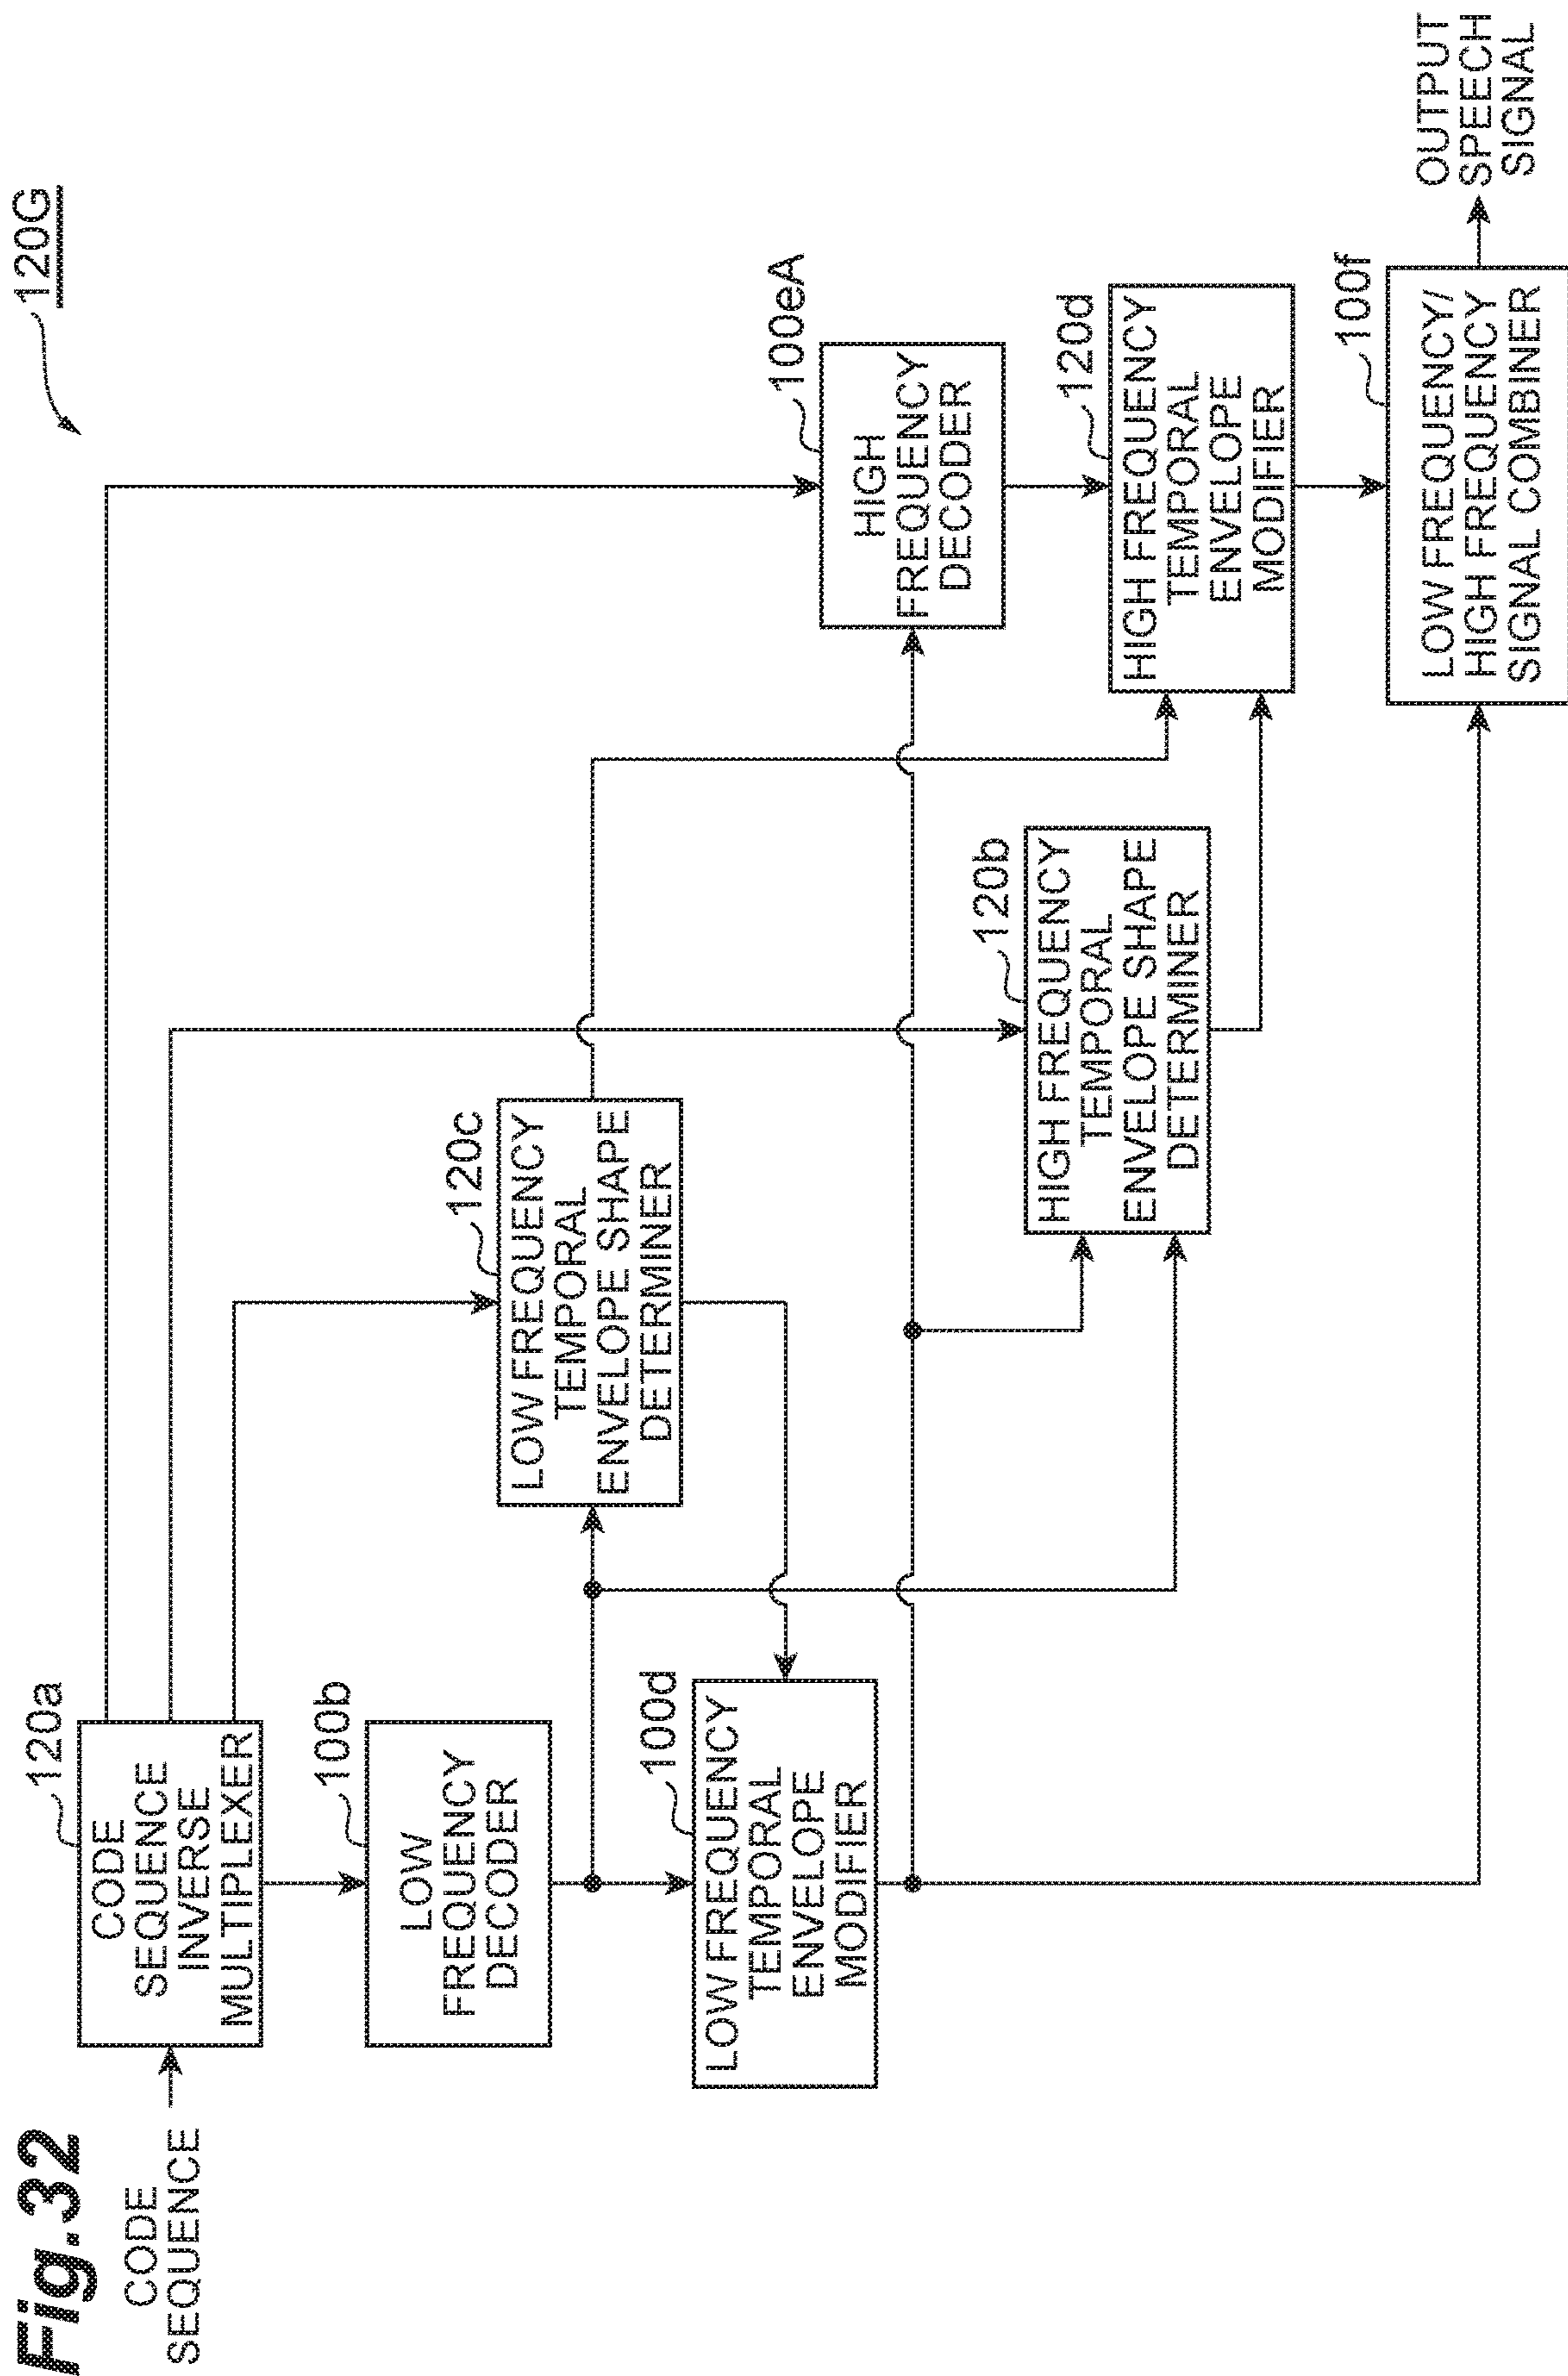 Fig.32
120G
CODE
SEQUENCE
120a
CODE
SEQUENCE
INVERSE
MULTIPLEXER
100b
LOW
FREQUENCY
DECODER
120c
LOW FREQUENCY
TEMPORAL
ENVELOPE SHAPE
DETERMINER
100d
LOW FREQUENCY
TEMPORAL
ENVELOPE
MODIFIER
100eA
HIGH
FREQUENCY
DECODER
120b
HIGH FREQUENCY
TEMPORAL
ENVELOPE SHAPE
DETERMINER
120d
HIGH FREQUENCY
TEMPORAL
ENVELOPE
MODIFIER
100f
LOW FREQUENCY/
HIGH FREQUENCY
SIGNAL COMBINER
OUTPUT
SPEECH
SIGNAL